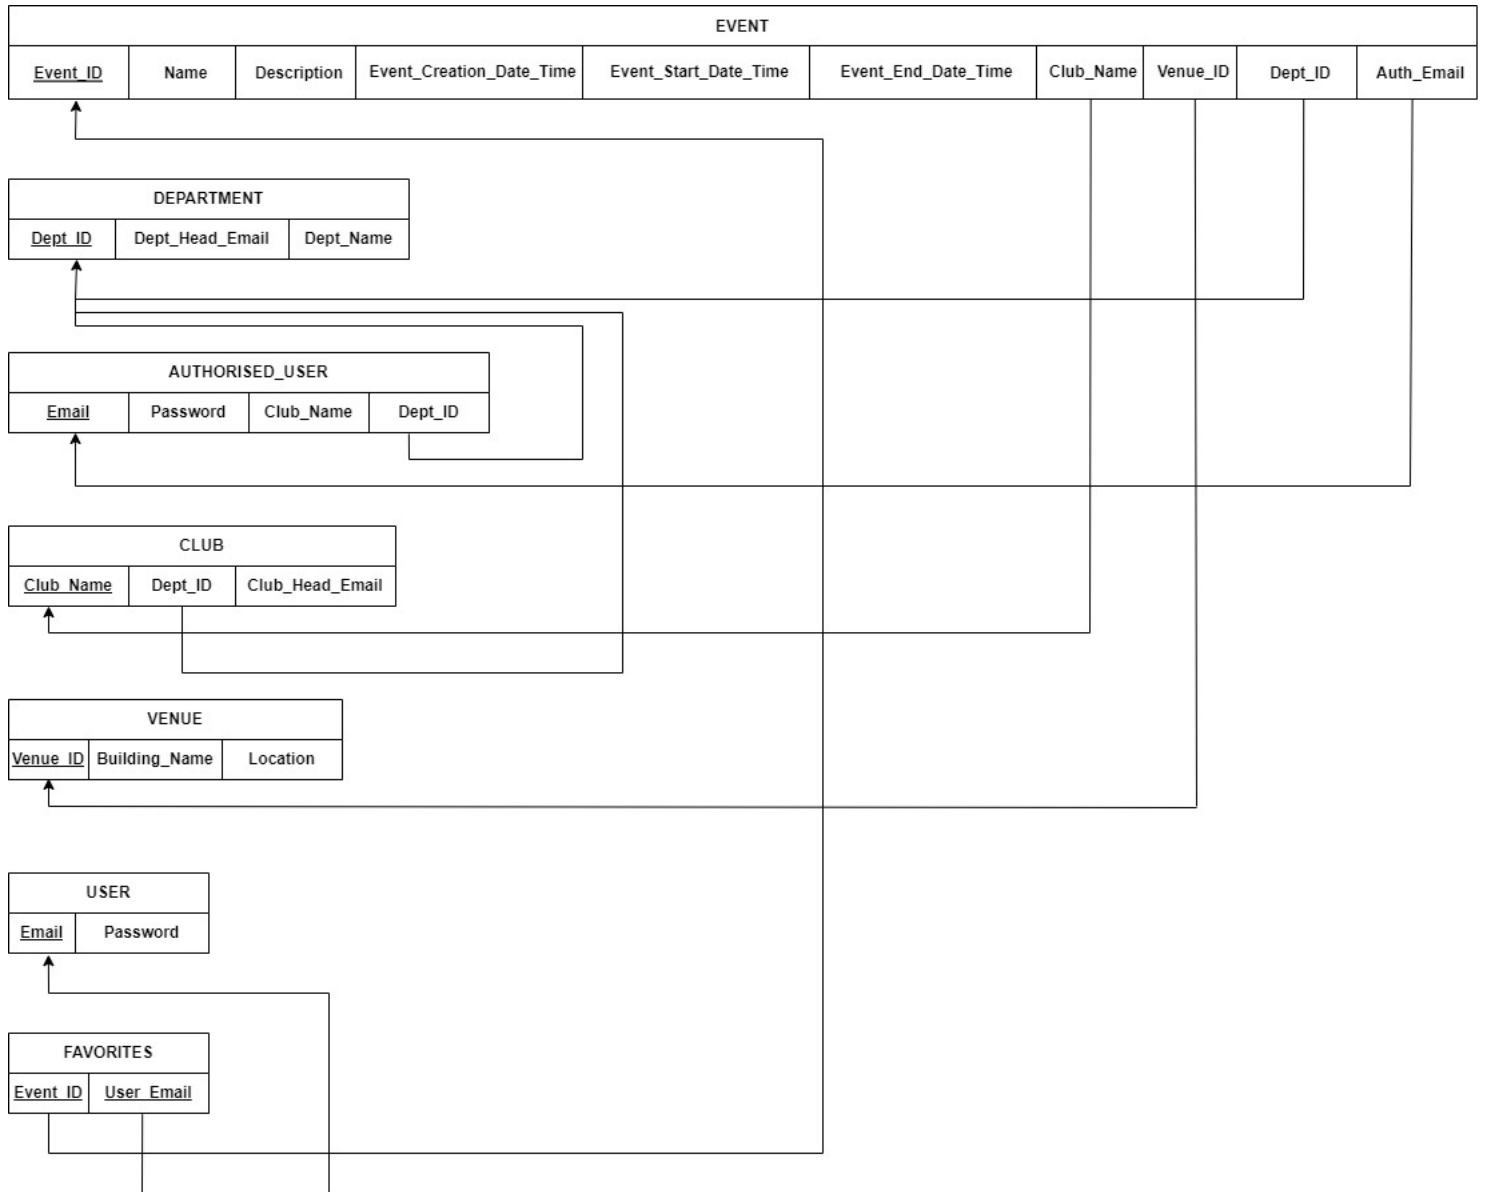 EVENT
Event_ID Name Description Event_Creation_Date_Time Event_Start_Date_Time Event_End_Date_Time Club_Name Venue_ID Dept_ID Auth_Email
DEPARTMENT
Dept_ID Dept_Head_Email Dept_Name
AUTHORISED_USER
Email Password Club_Name Dept_ID
CLUB
Club_Name Dept_ID Club_Head_Email
VENUE
Venue_ID Building_Name Location
USER
Email Password
FAVORITES
Event_ID User_Email